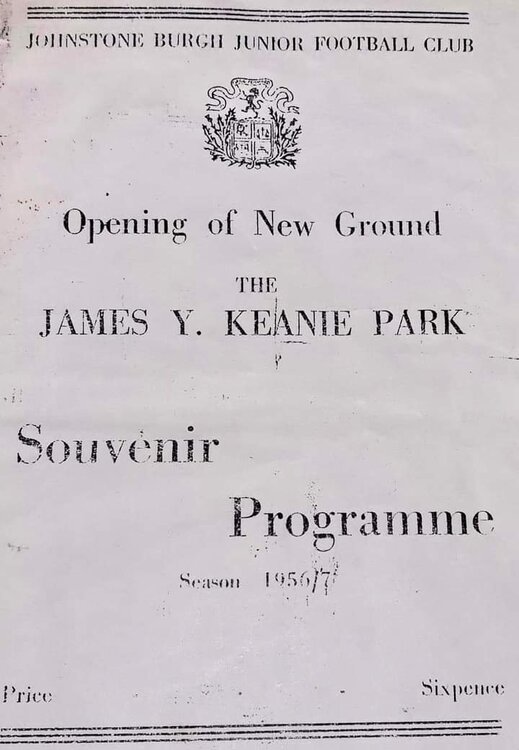 JOHNSTONE BURGH JUNIOR FOOTBALL CLUB
Opening of New Ground
THE
JAMES Y. KEANIE PARK
Souvenir
Programme
Season 1956/7
Price Sixpence